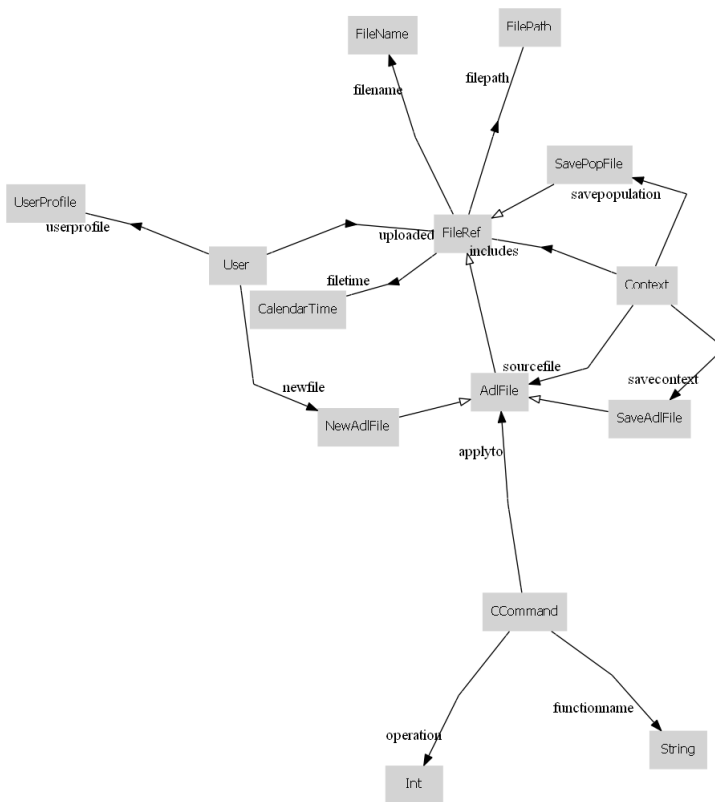 FilePath
FileName
filepath
filename
SavePopFile
savepopulation
UserProfile
userprofile
uploaded
FileRef
includes
User
filetime
Context
CalendarTime
sourcefile
savecontext
newfile
AdlFile
NewAdlFile
SaveAdlFile
applyto
CCommand
functionname
operation
String
Int